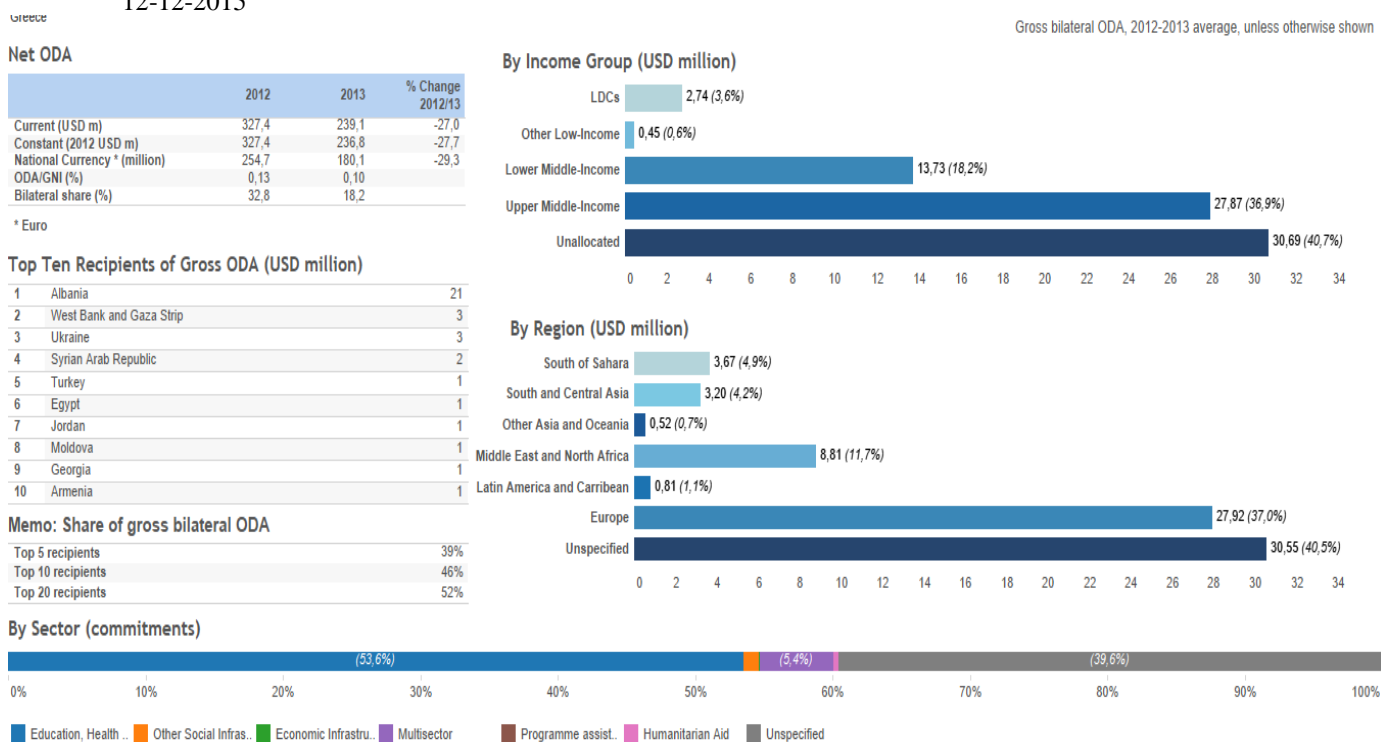 12-12-2015
Greece
Gross bilateral ODA, 2012-2013 average, unless otherwise shown
Net ODA
2012 2013 % Change 2012/13
Current (USD m) 327,4 239,1 -27,0
Constant (2012 USD m) 327,4 236,8 -27,7
National Currency * (million) 254,7 180,1 -29,3
ODA/GNI (%) 0,13 0,10
Bilateral share (%) 32,8 18,2
* Euro
Top Ten Recipients of Gross ODA (USD million)
1 Albania 21
2 West Bank and Gaza Strip 3
3 Ukraine 3
4 Syrian Arab Republic 2
5 Turkey 1
6 Egypt 1
7 Jordan 1
8 Moldova 1
9 Georgia 1
10 Armenia 1
Memo: Share of gross bilateral ODA
Top 5 recipients 39%
Top 10 recipients 46%
Top 20 recipients 52%
By Income Group (USD million)
LDCs 2,74 (3,6%)
Other Low-Income 0,45 (0,6%)
Lower Middle-Income 13,73 (18,2%)
Upper Middle-Income 27,87 (36,9%)
Unallocated 30,69 (40,7%)
0 2 4 6 8 10 12 14 16 18 20 22 24 26 28 30 32 34
By Region (USD million)
South of Sahara 3,67 (4,9%)
South and Central Asia 3,20 (4,2%)
Other Asia and Oceania 0,52 (0,7%)
Middle East and North Africa 8,81 (11,7%)
Latin America and Carribean 0,81 (1,1%)
Europe 27,92 (37,0%)
Unspecified 30,55 (40,5%)
0 2 4 6 8 10 12 14 16 18 20 22 24 26 28 30 32 34
By Sector (commitments)
(53,6%) (5,4%) (39,6%)
0% 10% 20% 30% 40% 50% 60% 70% 80% 90% 100%
Education, Health .. Other Social Infras.. Economic Infrastru.. Multisector Programme assist.. Humanitarian Aid Unspecified